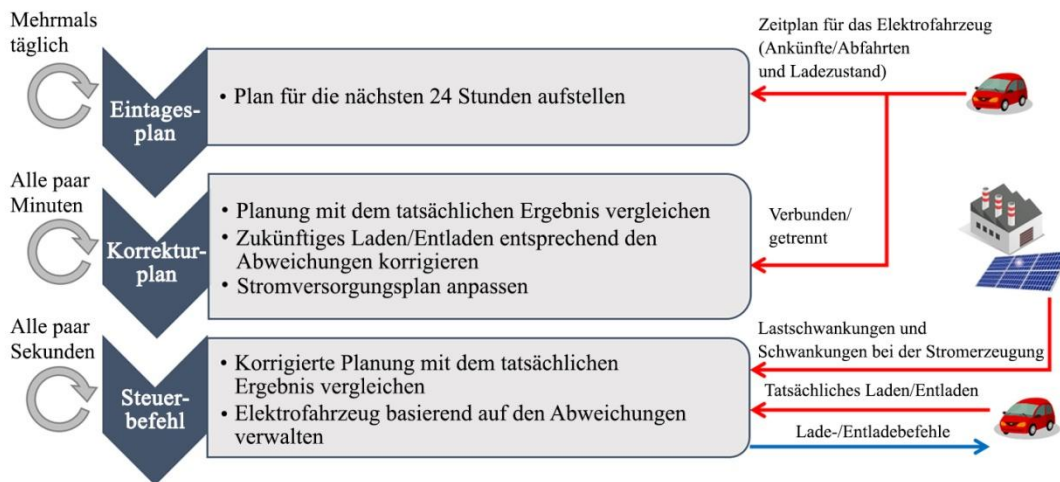 Mehrmals
täglich
Eintages-
plan
• Plan für die nächsten 24 Stunden aufstellen
Zeitplan für das Elektrofahrzeug
(Ankünfte/Abfahrten
und Ladezustand)
Alle paar
Minuten
Korrektur-
plan
• Planung mit dem tatsächlichen Ergebnis vergleichen
• Zukünftiges Laden/Entladen entsprechend den
Abweichungen korrigieren
• Stromversorgungsplan anpassen
Verbunden/
getrennt
Alle paar
Sekunden
Steuer-
befehl
• Korrigierte Planung mit dem tatsächlichen
Ergebnis vergleichen
• Elektrofahrzeug basierend auf den Abweichungen
verwalten
Lastschwankungen und
Schwankungen bei der Stromerzeugung
Tatsächliches Laden/Entladen
Lade-/Entladebefehle